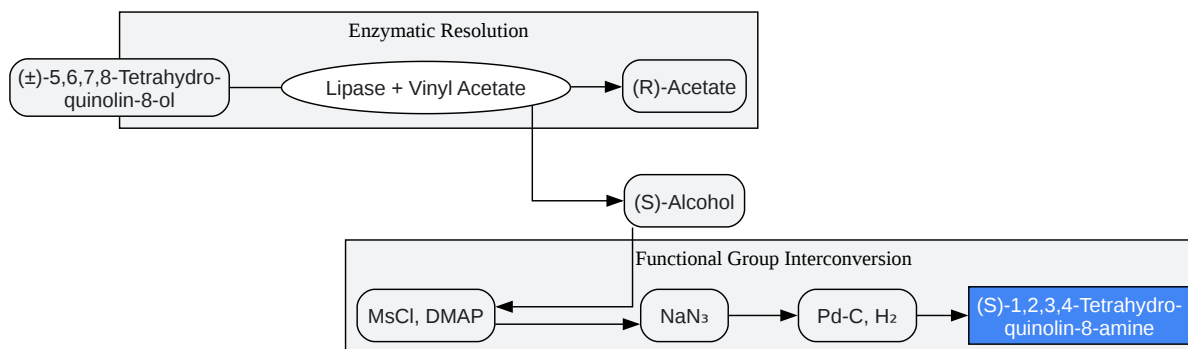 Enzymatic Resolution
(±)-5,6,7,8-Tetrahydro-
quinolin-8-ol
Lipase + Vinyl Acetate
(R)-Acetate
(S)-Alcohol
Functional Group Interconversion
MsCl, DMAP
NaN₃
Pd-C, H₂
(S)-1,2,3,4-Tetrahydro-
quinolin-8-amine